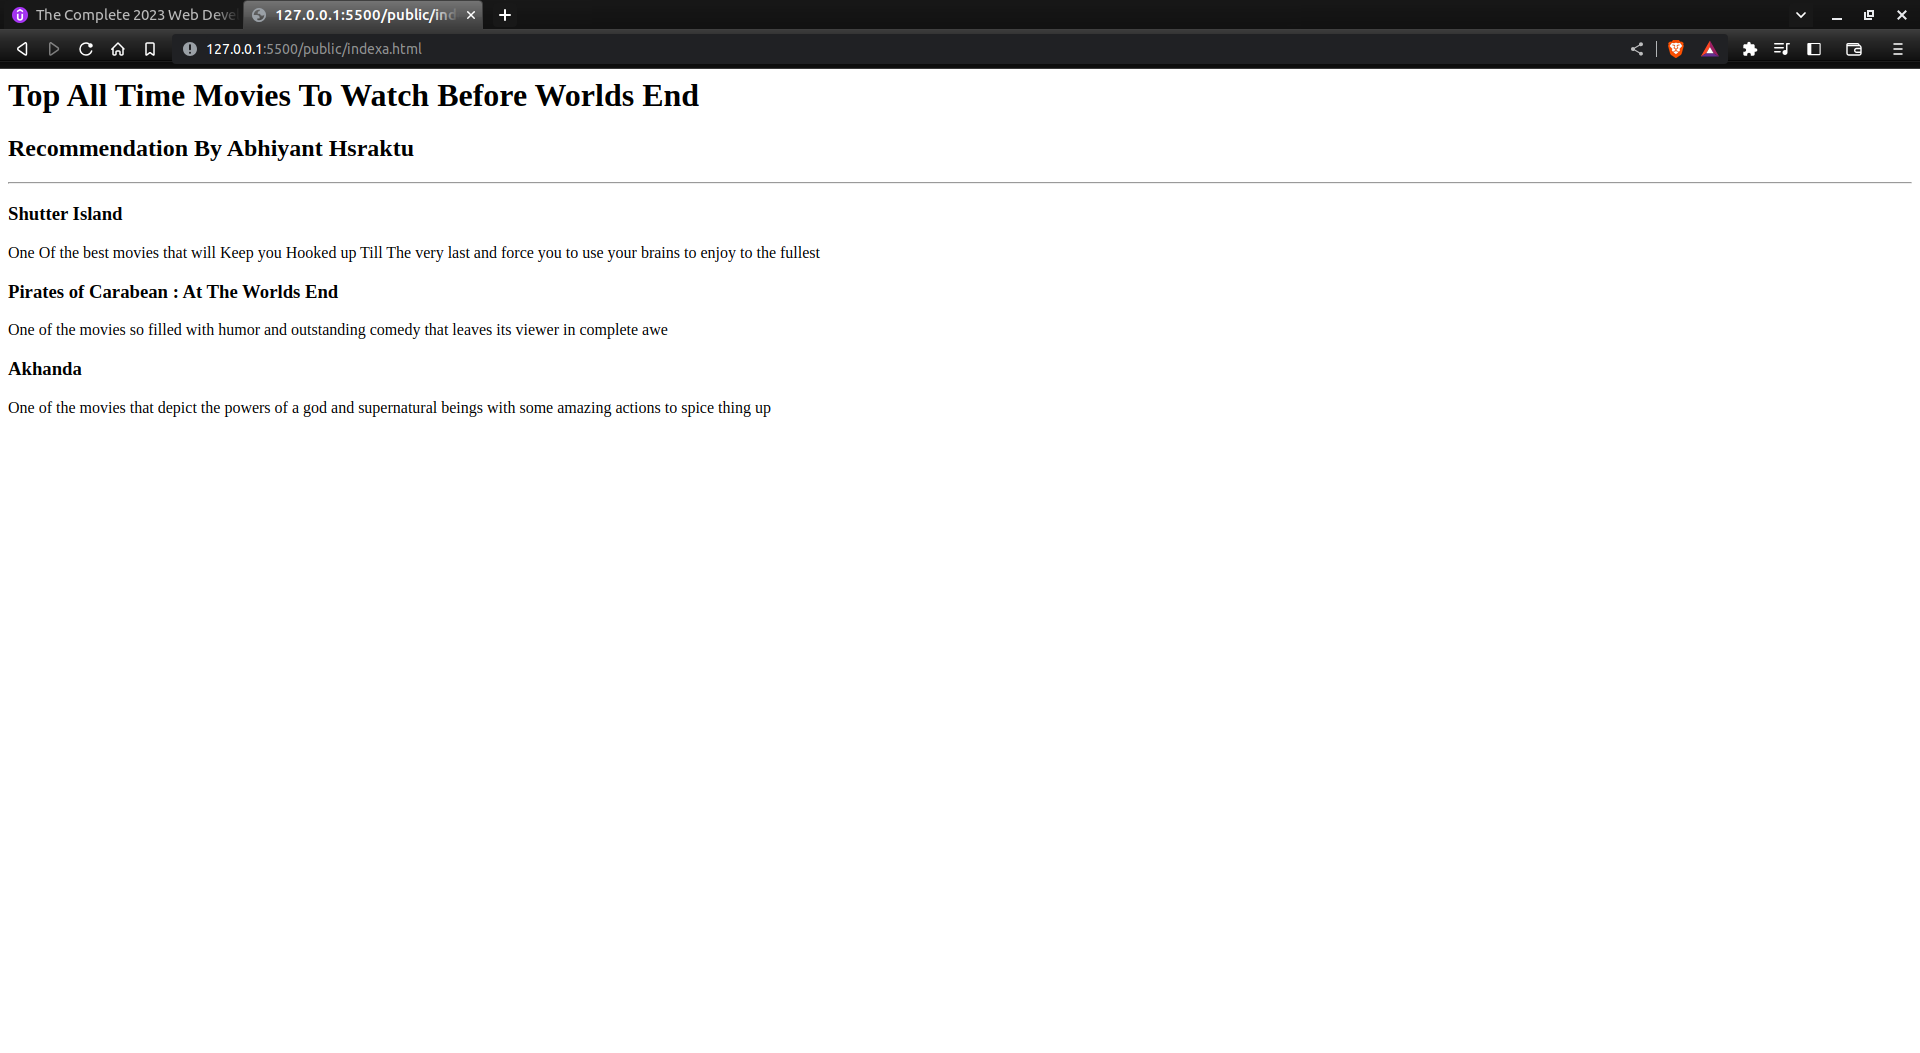 The Complete 2023 Web Deve
127.0.0.1:5500/public/ind
127.0.0.1:5500/public/indexa.html
Top All Time Movies To Watch Before Worlds End
Recommendation By Abhiyant Hsraktu
Shutter Island
One Of the best movies that will Keep you Hooked up Till The very last and force you to use your brains to enjoy to the fullest
Pirates of Carabean : At The Worlds End
One of the movies so filled with humor and outstanding comedy that leaves its viewer in complete awe
Akhanda
One of the movies that depict the powers of a god and supernatural beings with some amazing actions to spice thing up